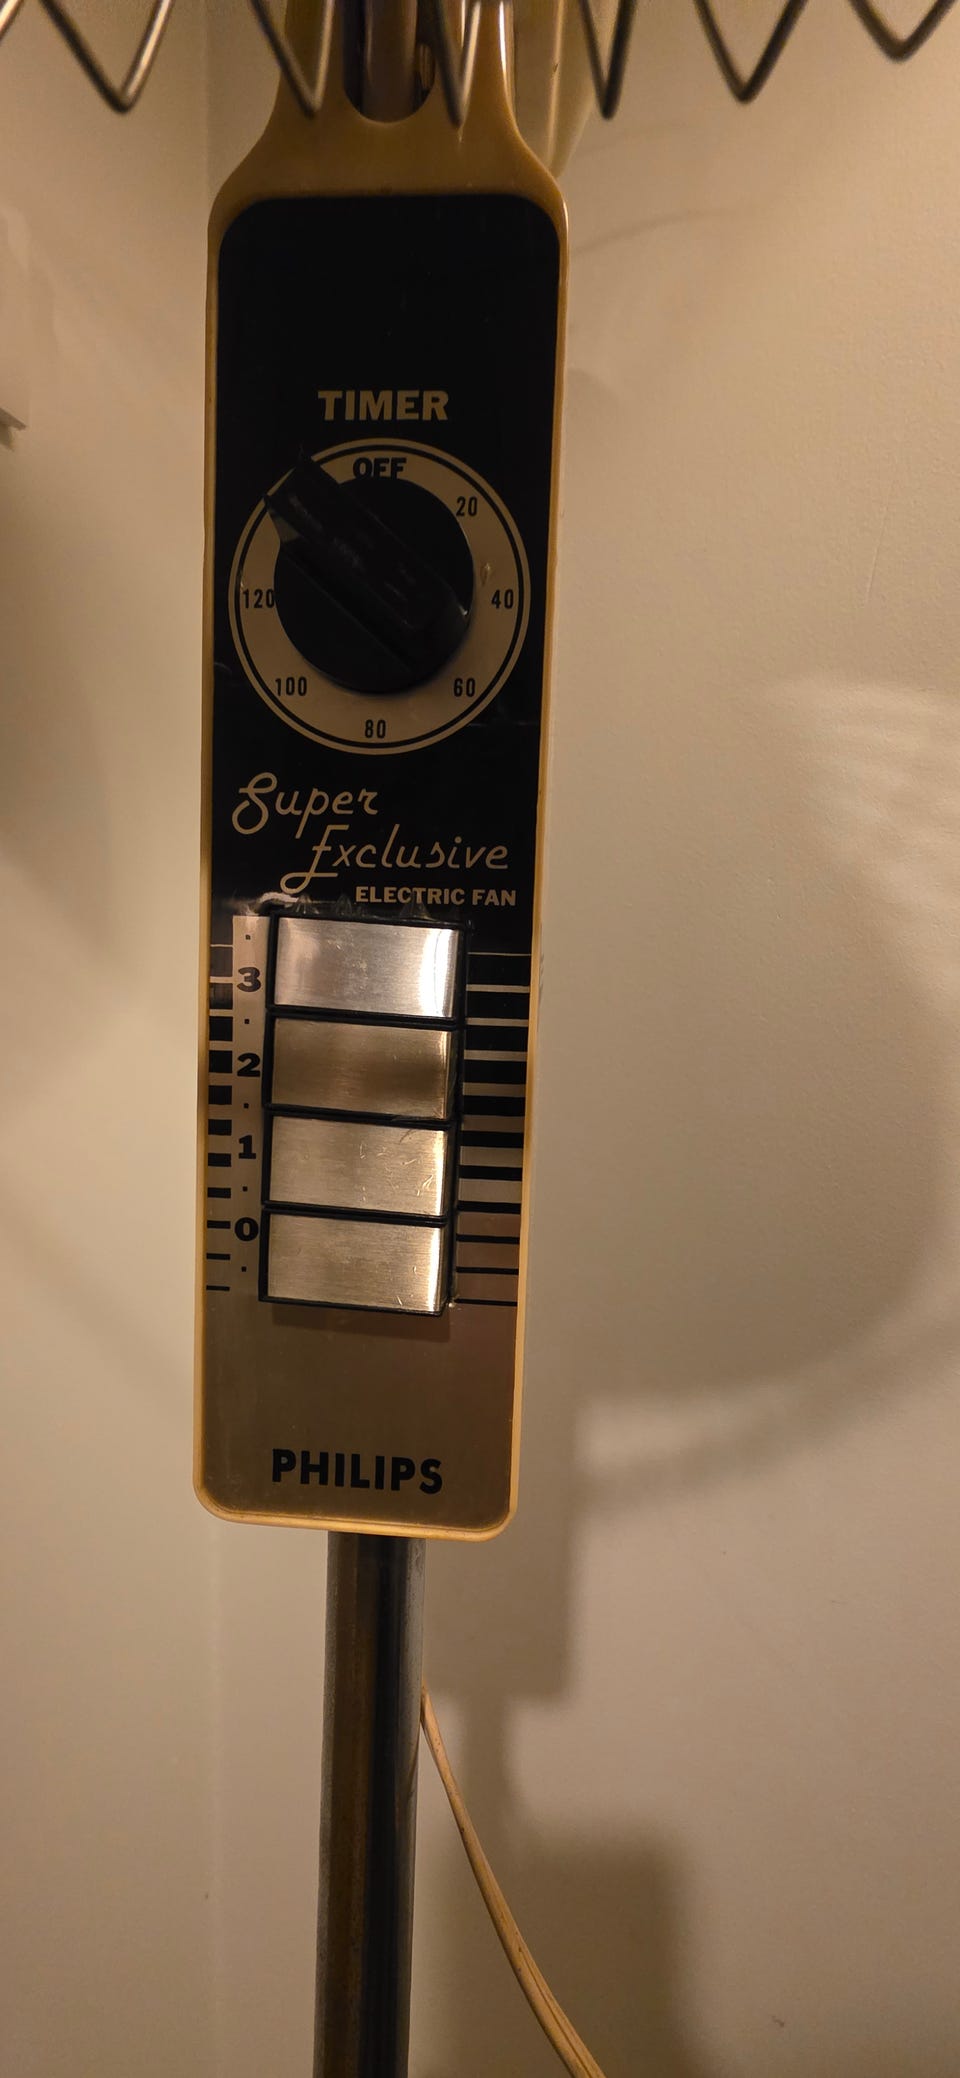 TIMER
OFF
20
120
40
100
60
80
Super
Exclusive
ELECTRIC FAN
3
2
1
0
PHILIPS